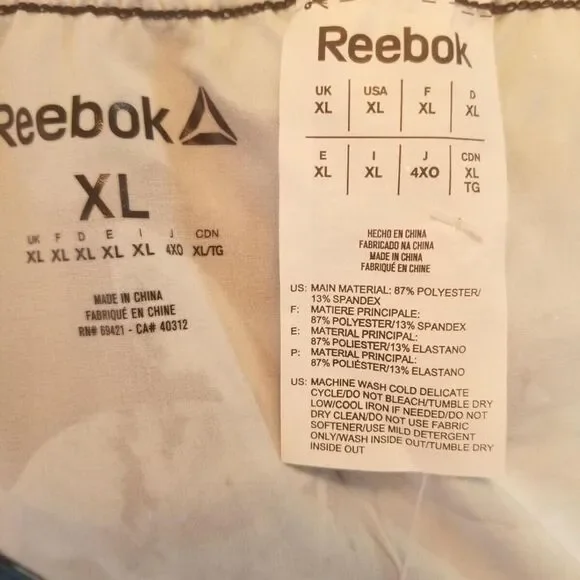 Reebok
XL
UK F D E I J CDN
XL XL XL XL XL 4XO XL/TG
MADE IN CHINA
FABRIQUÉ EN CHINE
RN# 69421 - CA# 40312
Reebok
UK USA F D
XL XL XL XL
E I J CDN
XL XL 4XO XL
TG
HECHO EN CHINA
FABRICADO NA CHINA
MADE IN CHINA
FABRIQUÉ EN CHINE
US: MAIN MATERIAL: 87% POLYESTER/
13% SPANDEX
F: MATIERE PRINCIPALE:
87% POLYESTER/13% SPANDEX
E: MATERIAL PRINCIPAL:
87% POLIESTER/13% ELASTANO
P: MATERIAL PRINCIPAL:
87% POLIÉSTER/13% ELASTANO
US: MACHINE WASH COLD DELICATE
CYCLE/DO NOT BLEACH/TUMBLE DRY
LOW/COOL IRON IF NEEDED/DO NOT
DRY CLEAN/DO NOT USE FABRIC
SOFTENER/USE MILD DETERGENT
ONLY/WASH INSIDE OUT/TUMBLE DRY
INSIDE OUT